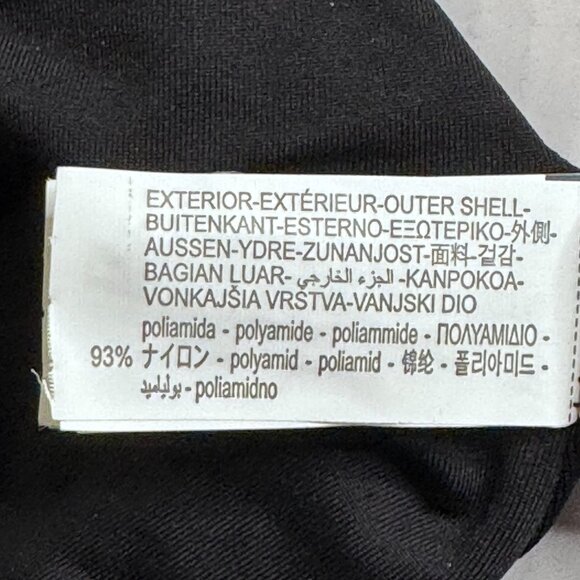 EXTERIOR-EXTÉRIEUR-OUTER SHELL-
BUITENKANT-ESTERNO-ΕΞΩΤΕΡΙΚΟ-外側-
AUSSEN-YDRE-ZUNANJOST-面料-겉감-
BAGIAN LUAR- الجزء الخارجي -KANPOKOA-
VONKAJŠIA VRSTVA-VANJSKI DIO
poliamida - polyamide - poliammide - ΠΟΛΥΑΜΙΔΙΟ -
93% ナイロン - polyamid - poliamid - 锦纶 - 폴리아미드 -
بولياميد - poliamidno